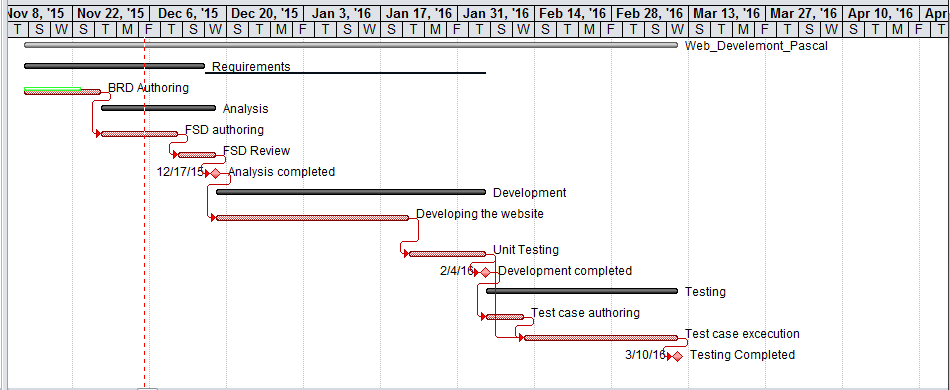 Nov 8, '15 Nov 22, '15 Dec 6, '15 Dec 20, '15 Jan 3, '16 Jan 17, '16 Jan 31, '16 Feb 14, '16 Feb 28, '16 Mar 13, '16 Mar 27, '16 Apr 10, '16 Apr
T S W S T M F T S W S T M F T S W S T M F T S W S T M F T S W S T M F T S W S T M F T
Web_Develemont_Pascal
Requirements
BRD Authoring
Analysis
FSD authoring
FSD Review
12/17/15 Analysis completed
Development
Developing the website
Unit Testing
2/4/16 Development completed
Testing
Test case authoring
Test case excecution
3/10/16 Testing Completed